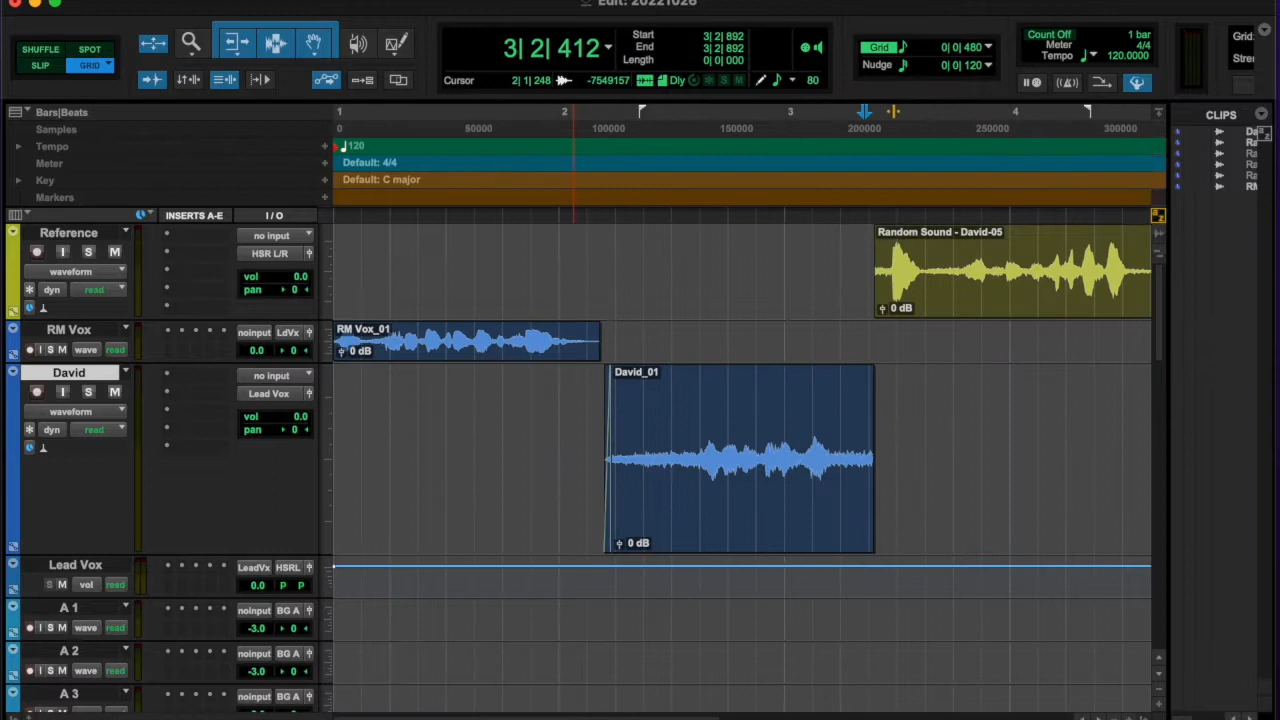 Edit: 20221026
SHUFFLE SPOT
SLIP GRID
3| 2| 412
Start 3| 2| 892
End 3| 2| 892
Length 0| 0| 000
Cursor 2| 1| 248 -7549157 Dly S M 80
Grid 0| 0| 480
Nudge 0| 0| 120
Count Off 1 bar
Meter 4/4
Tempo 120.0000
Grid:
Bars|Beats 1 2 3 4
Samples 0 50000 100000 150000 200000 250000 300000
Tempo 120
Meter Default: 4/4
Key Default: C major
Markers
CLIPS
INSERTS A-E I / O
Reference no input
I S M HSR L/R
waveform vol 0.0
dyn read pan 0
Random Sound - David-05
0 dB
RM Vox noinput LdVx
I S M wave read 0.0 0
RM Vox_01
0 dB
David no input
I S M Lead Vox
waveform vol 0.0
dyn read pan 0
David_01
0 dB
Lead Vox LeadVx HSRL
S M vol read 0.0 P P
A 1 noinput BG A
I S M wave read -3.0 0
A 2 noinput BG A
I S M wave read -3.0 0
A 3 noinput BG A